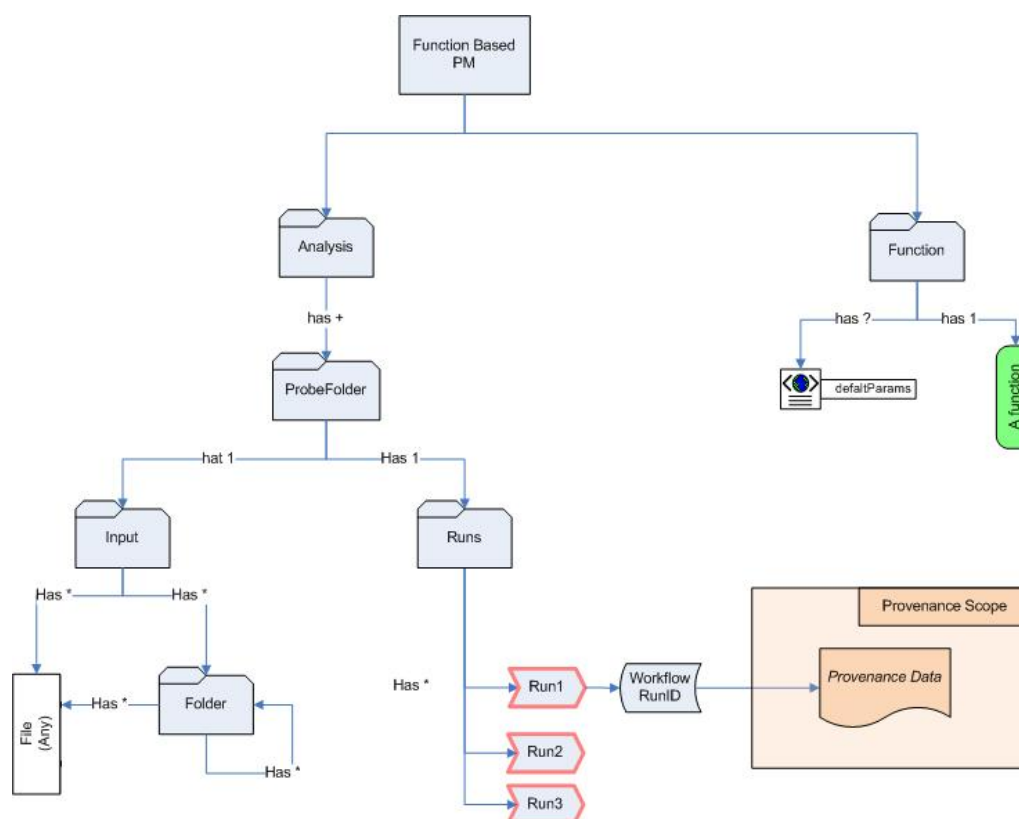 Function Based
PM
Analysis
Function
has +
has ?
has 1
ProbeFolder
defaltParams
A function
hat 1
Has 1
Input
Runs
Has *
Has *
Provenance Scope
Has *
Run1
Workflow
RunID
Provenance Data
File
(Any)
Has *
Folder
Has *
Run2
Run3